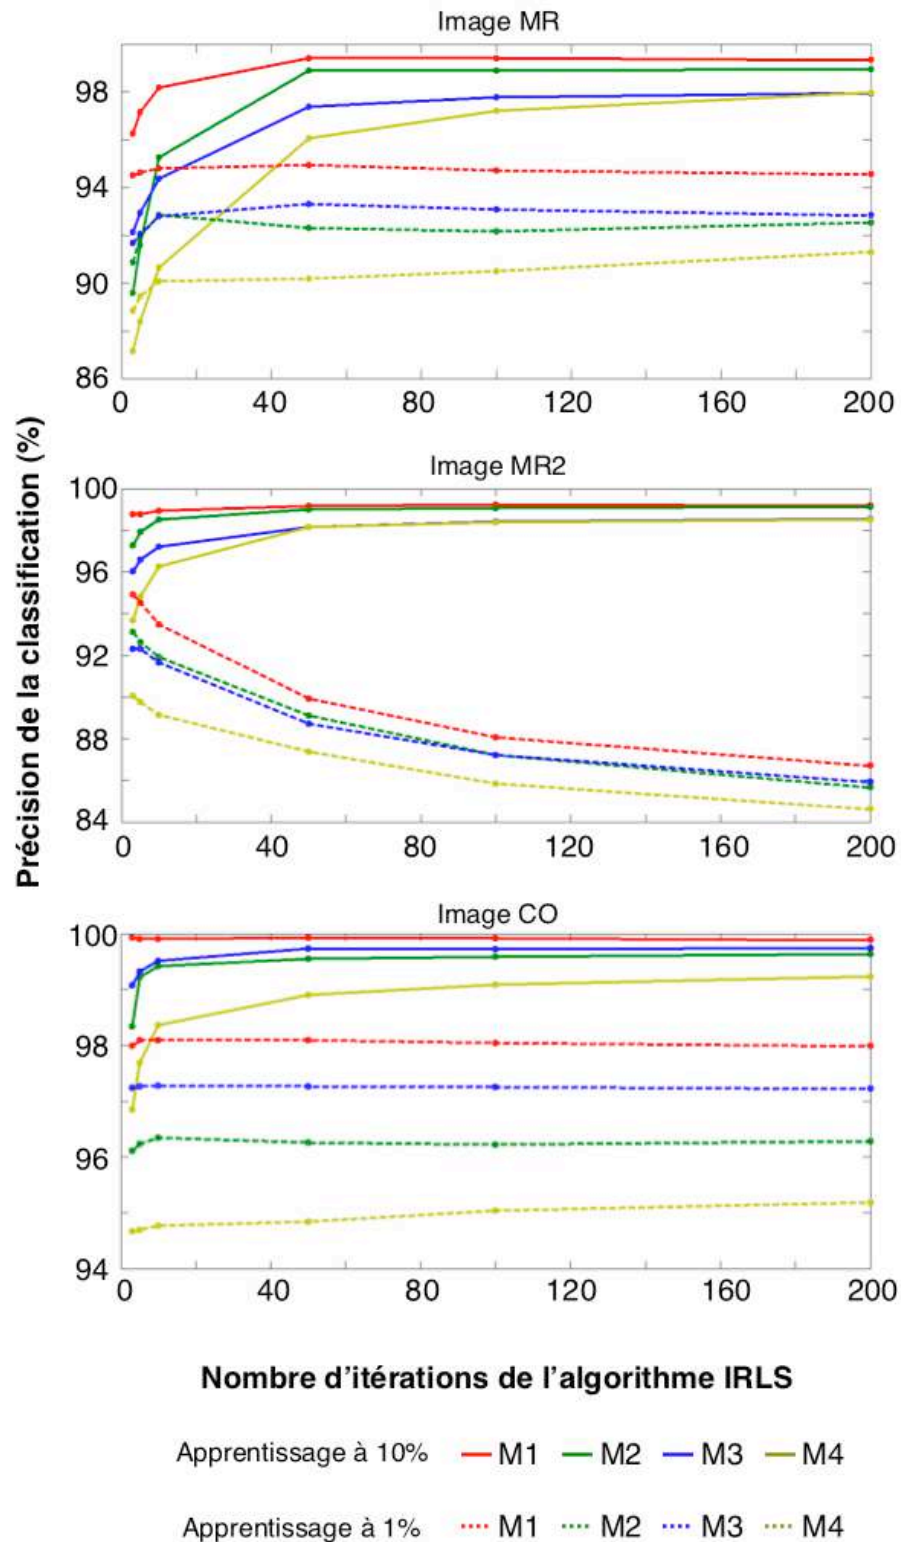 Image MR
98
94
90
86
0 40 80 120 160 200
Image MR2
100
96
92
88
84
0 40 80 120 160 200
Image CO
100
98
96
94
0 40 80 120 160 200
Précision de la classification (%)
Nombre d'itérations de l'algorithme IRLS
Apprentissage à 10% M1 M2 M3 M4
Apprentissage à 1% M1 M2 M3 M4